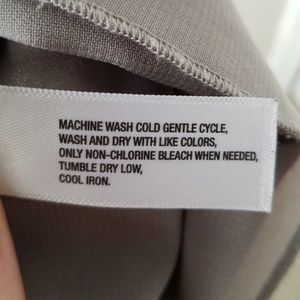 MACHINE WASH COLD GENTLE CYCLE,
WASH AND DRY WITH LIKE COLORS,
ONLY NON-CHLORINE BLEACH WHEN NEEDED,
TUMBLE DRY LOW,
COOL IRON.